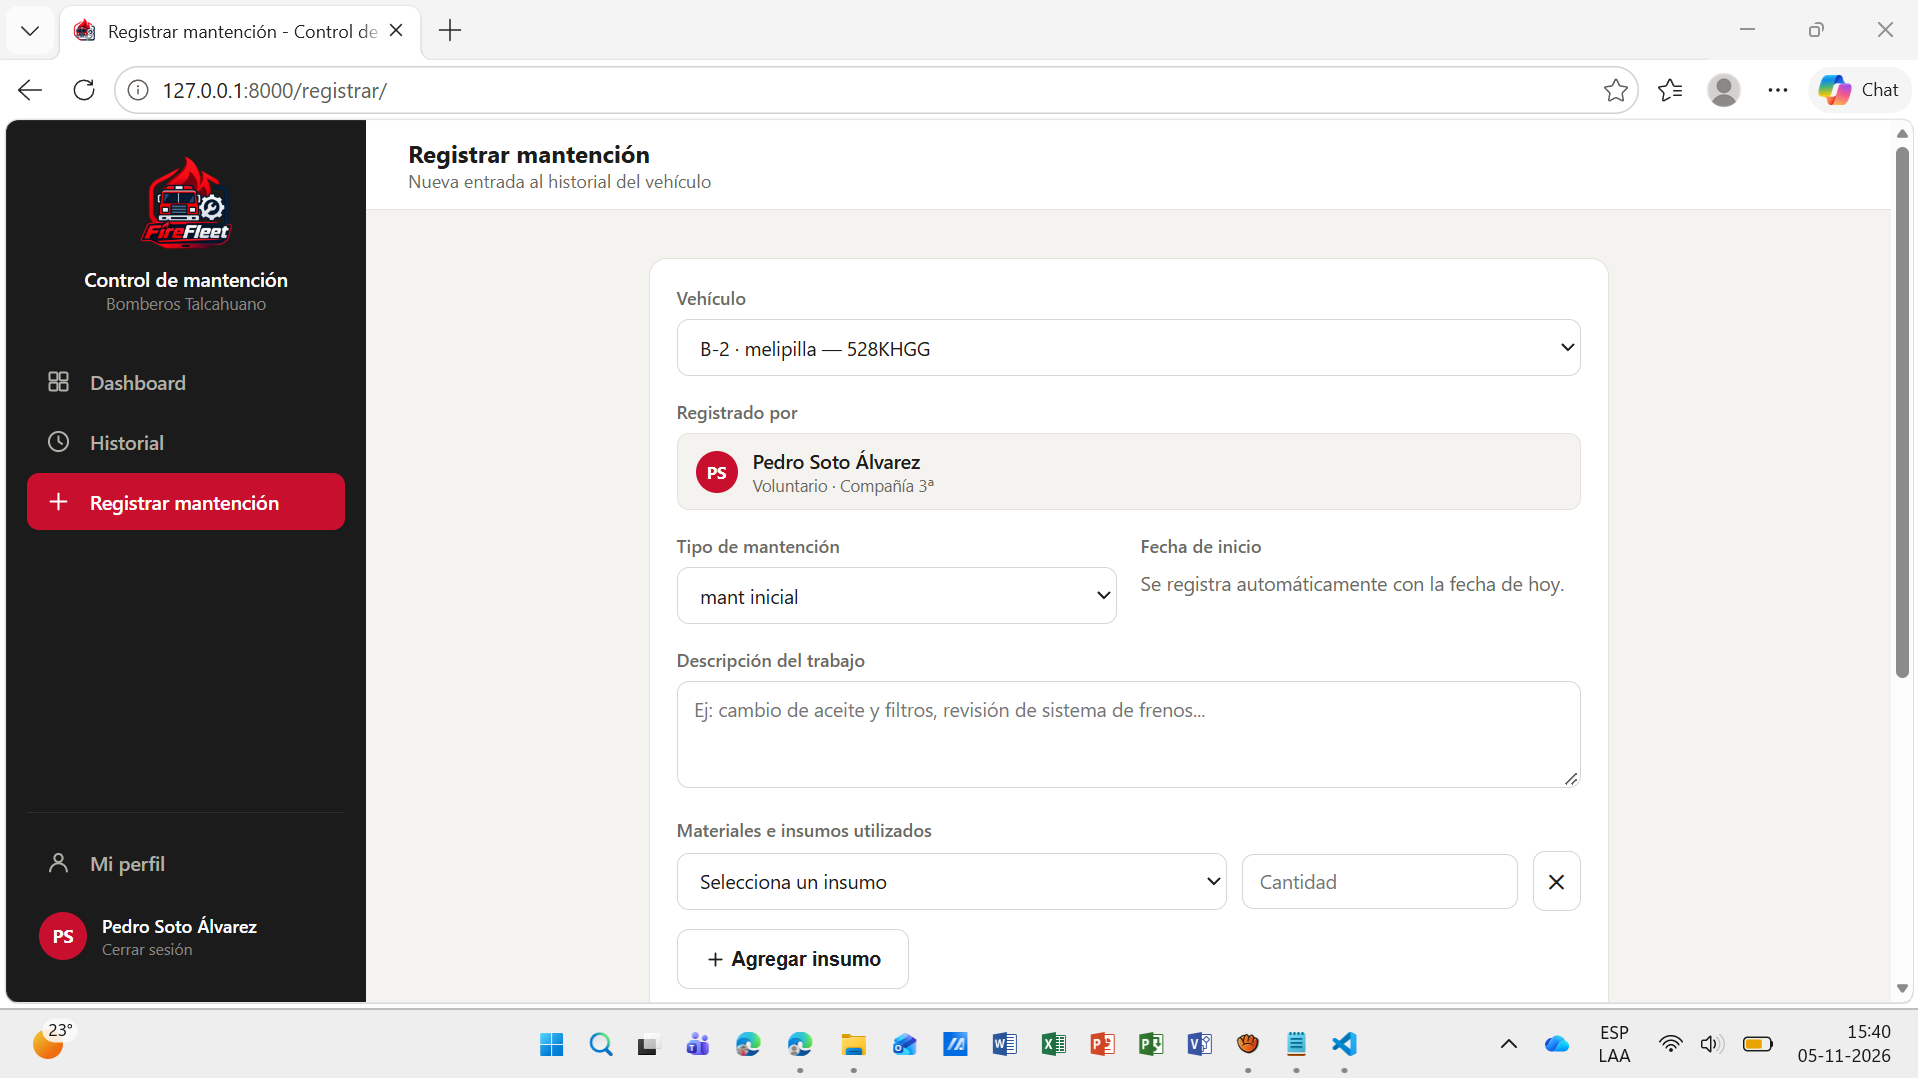 Registrar mantención - Control de
127.0.0.1:8000/registrar/
Chat
FireFleet
Control de mantención
Bomberos Talcahuano
Dashboard
Historial
Registrar mantención
Mi perfil
PS
Pedro Soto Álvarez
Cerrar sesión
Registrar mantención
Nueva entrada al historial del vehículo
Vehículo
B-2 · melipilla — 528KHGG
Registrado por
PS
Pedro Soto Álvarez
Voluntario · Compañía 3ª
Tipo de mantención
mant inicial
Fecha de inicio
Se registra automáticamente con la fecha de hoy.
Descripción del trabajo
Ej: cambio de aceite y filtros, revisión de sistema de frenos...
Materiales e insumos utilizados
Selecciona un insumo
Cantidad
+ Agregar insumo
23°
ESP
LAA
15:40
05-11-2026